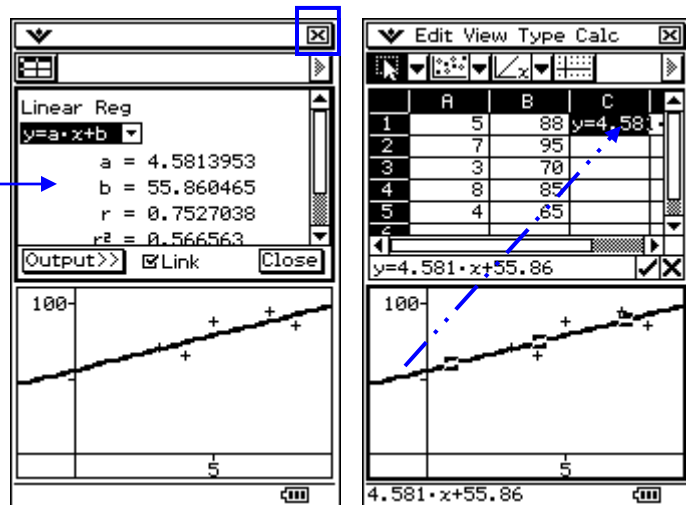 Linear Reg
y=a·x+b
a = 4.5813953
b = 55.860465
r = 0.7527038
r² = 0.566563
Output>> Link Close
100
5
Edit View Type Calc
A B C
1 5 88 y=4.581·
2 7 95
3 3 70
4 8 85
5 4 65
y=4.581·x+55.86
100
5
4.581·x+55.86